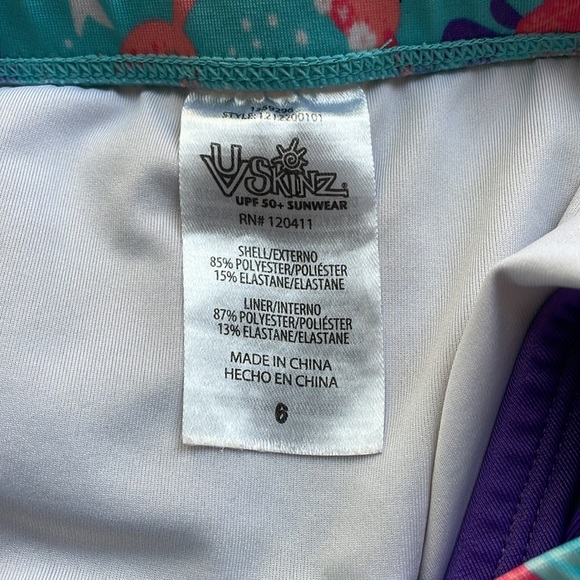 STYLE: 1212200101
UV SKINZ®
UPF 50+ SUNWEAR
RN# 120411
SHELL/EXTERNO
85% POLYESTER/POLIÉSTER
15% ELASTANE/ELASTANE
LINER/INTERNO
87% POLYESTER/POLIÉSTER
13% ELASTANE/ELASTANE
MADE IN CHINA
HECHO EN CHINA
6